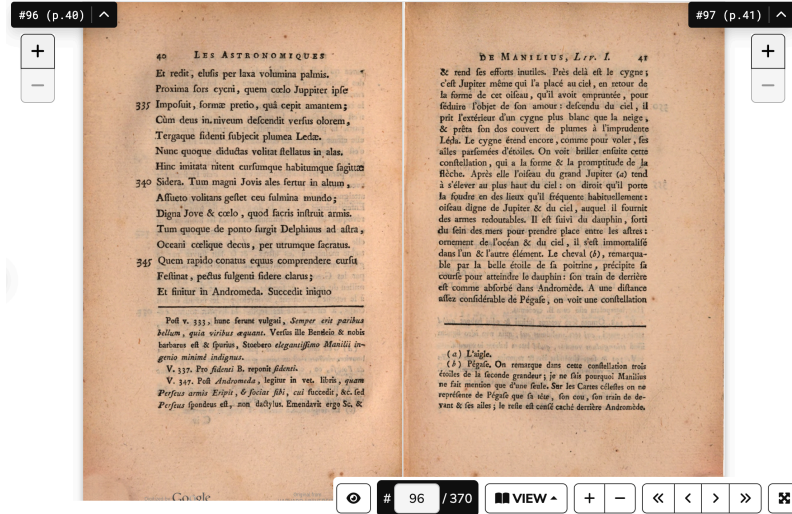 #96 (p.40)
#97 (p.41)
40 LES ASTRONOMIQUES
Et redit, elusis per laxa volumina palmis.
Proxima sors cycni, quem cœlo Juppiter ipse
335 Imposuit, formæ pretio, quâ cepit amantem;
Cùm deus in niveum descendit versus olorem,
Tergaque fidenti subjecit plumea Ledæ.
Nunc quoque diductas volitat stellatus in alas.
Hinc imitata nitent cursumque habitumque sagittæ
340 Sidera. Tum magni Jovis ales fertur in altum,
Assueto volitans gestet ceu fulmina mundo;
Digna Jove & cœlo, quod sacris instruit armis.
Tum quoque de ponto surgit Delphinus ad astra,
Oceani cœlique decus, per utrumque sacratus.
345 Quem rapido conatus equus comprendere cursu
Festinat, pectus fulgenti sidere clarus;
Et finitur in Andromeda. Succedit iniquo
Post v. 333, hunc ferunt vulgati, Semper erit paribus
bellum, quia viribus æquant. Versus ille Bentleio & nobis
barbarus est & spurius, Stoebero elegantissimo Manilii in-
genio minimè indignus.
V. 337. Pro sidenti B. reponit fidenti.
V. 347. Post Andromeda, legitur in vet. libris, quam
Perseus armis Eripit, & socias sibi, cui succedit, &c. sed
Perseus spondeus est, non dactylus. Emendavit ergo Sc. &
DE MANILIUS, Liv. I. 41
& rend ses efforts inutiles. Près delà est le cygne;
c'est Jupiter même qui l'a placé au ciel, en retour de
la forme de cet oiseau, qu'il avoit empruntée, pour
séduire l'objet de son amour: descendu du ciel, il
prit l'extérieur d'un cygne plus blanc que la neige,
& prêta son dos couvert de plumes à l'imprudente
Léda. Le cygne étend encore, comme pour voler, ses
aîles parsemées d'étoiles. On voit briller ensuite cette
constellation, qui a la forme & la promptitude de la
flèche. Après elle l'oiseau du grand Jupiter (a) tend
à s'élever au plus haut du ciel: on diroit qu'il porte
la foudre en des lieux qu'il fréquente habituellement:
oiseau digne de Jupiter & du ciel, auquel il fournit
des armes redoutables. Il est suivi du dauphin, sorti
du sein des mers pour prendre place entre les astres:
ornement de l'océan & du ciel, il s'est immortalisé
dans l'un & l'autre élément. Le cheval (b), remarqua-
ble par la belle étoile de sa poitrine, précipite sa
course pour atteindre le dauphin: son train de derrière
est comme absorbé dans Andromède. A une distance
assez considérable de Pégase, on voit une constellation
(a) L'aigle.
(b) Pégase. On remarque dans cette constellation trois
étoiles de la seconde grandeur; je ne sais pourquoi Manilius
ne fait mention que d'une seule. Sur les Cartes célestes on ne
représente de Pégase que sa tête, son cou, son train de de-
vant & ses ailes; le reste est censé caché derrière Andromède.
# 96 / 370
VIEW